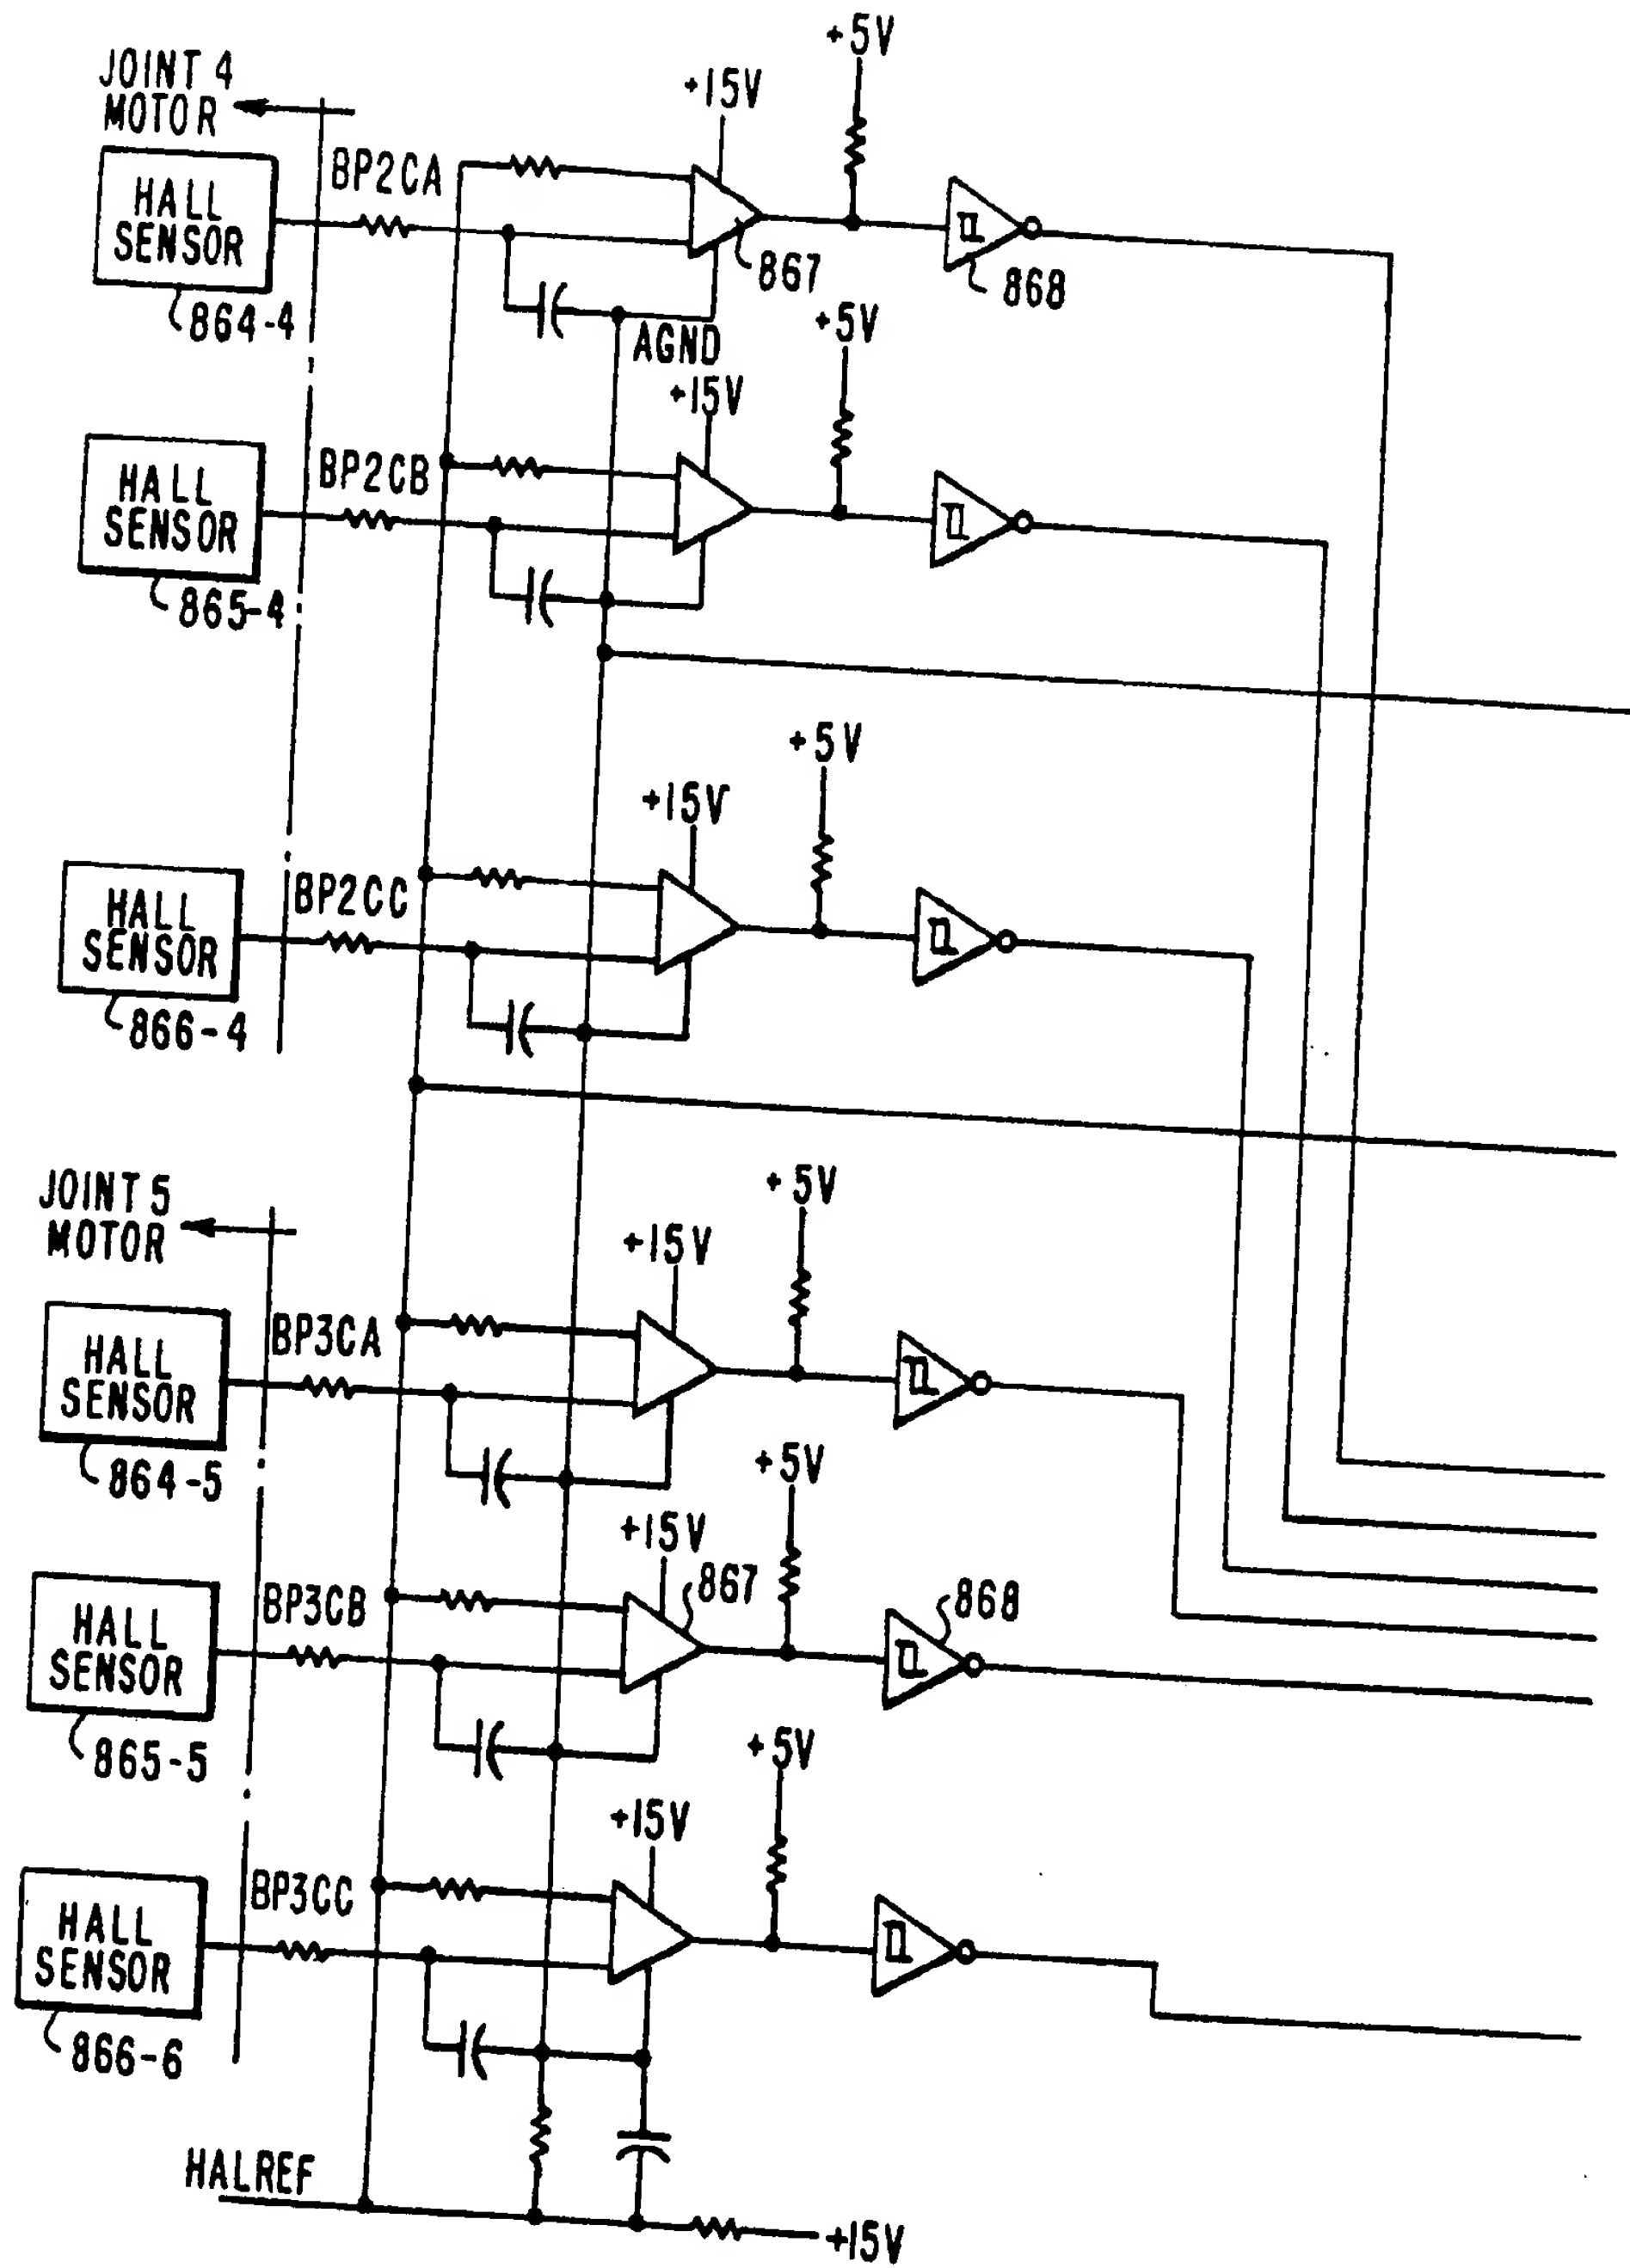 +5V
JOINT 4
MOTOR
+15V
BP2CA
HALL
SENSOR
867
868
864-4
+5V
AGND
+15V
BP2CB
HALL
SENSOR
865-4
+5V
+15V
BP2CC
HALL
SENSOR
866-4
JOINT 5
MOTOR
+5V
+15V
BP3CA
HALL
SENSOR
864-5
+5V
+15V
867
868
BP3CB
HALL
SENSOR
865-5
+5V
+15V
BP3CC
HALL
SENSOR
866-6
HALREF
+15V